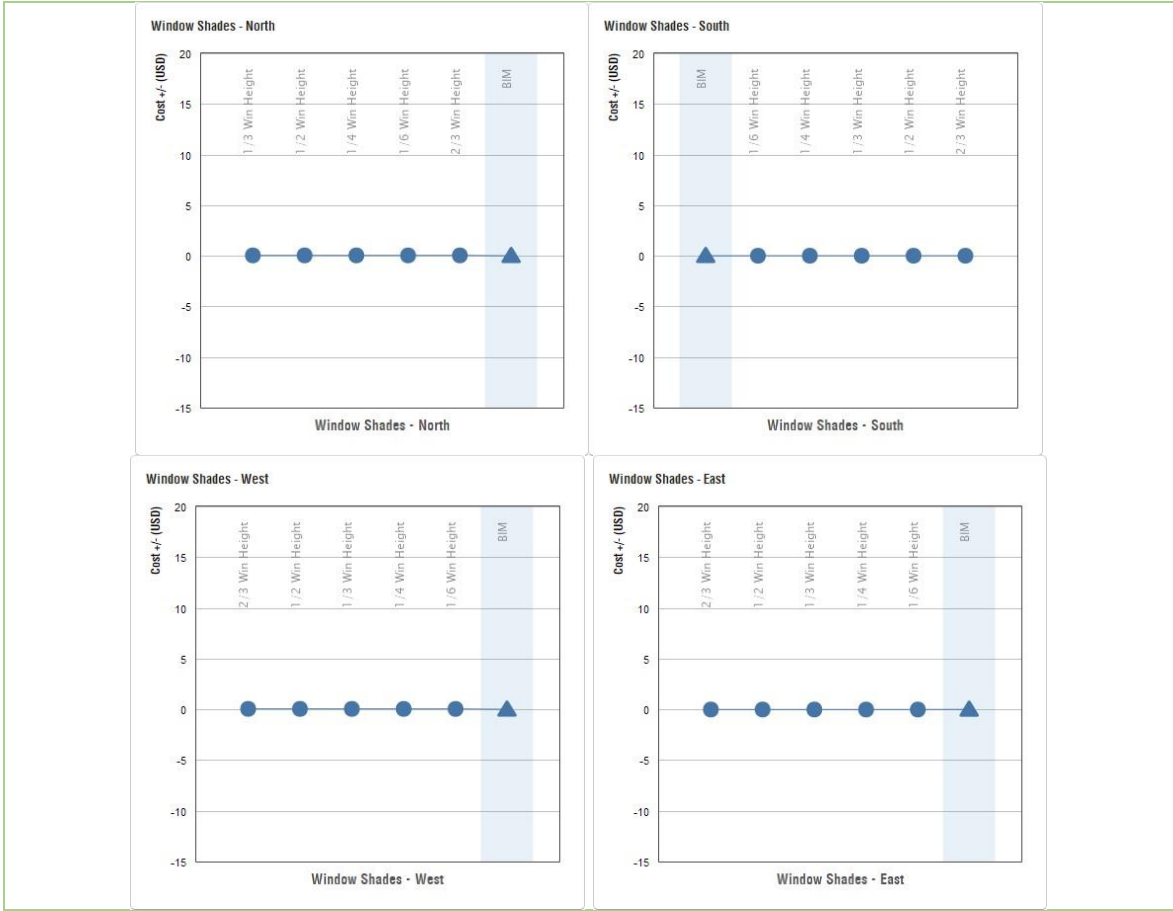 Window Shades - North
Cost +/- (USD)
20
15
10
5
0
-5
-10
-15
1/3 Win Height
1/2 Win Height
1/4 Win Height
1/6 Win Height
2/3 Win Height
BIM
Window Shades - North
Window Shades - South
Cost +/- (USD)
20
15
10
5
0
-5
-10
-15
BIM
1/6 Win Height
1/4 Win Height
1/3 Win Height
1/2 Win Height
2/3 Win Height
Window Shades - South
Window Shades - West
Cost +/- (USD)
20
15
10
5
0
-5
-10
-15
2/3 Win Height
1/2 Win Height
1/3 Win Height
1/4 Win Height
1/6 Win Height
BIM
Window Shades - West
Window Shades - East
Cost +/- (USD)
20
15
10
5
0
-5
-10
-15
2/3 Win Height
1/2 Win Height
1/3 Win Height
1/4 Win Height
1/6 Win Height
BIM
Window Shades - East